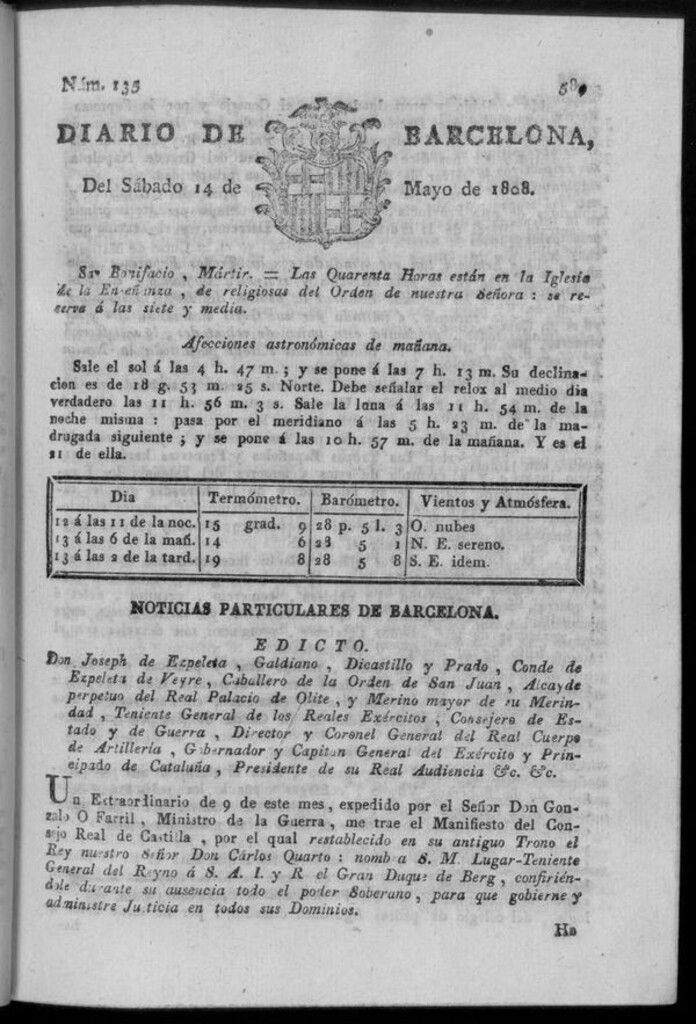 Núm. 135
DIARIO DE BARCELONA,
Del Sábado 14 de Mayo de 1808.
San Bonifacio , Mártir. = Las Quarenta Horas están en la Iglesia
de la Enseñanza , de religiosas del Orden de nuestra Señora : se re-
serva á las siete y media.
Afecciones astronómicas de mañana.
Sale el sol á las 4 h. 47 m. ; y se pone á las 7 h. 13 m. Su declina-
cion es de 18 g. 53 m. 25 s. Norte. Debe señalar el relox al medio dia
verdadero las 11 h. 56 m. 3 s. Sale la luna á las 11 h. 54 m. de la
noche misma : pasa por el meridiano á las 5 h. 23 m. de la ma-
drugada siguiente ; y se pone á las 10 h. 57 m. de la mañana. Y es el
21 de ella.
Dia Termómetro. Barómetro. Vientos y Atmósfera.
12 á las 11 de la noc. 15 grad. 9 28 p. 5 l. 3 O. nubes
13 á las 6 de la mañ. 14 6 28 5 1 N. E. sereno.
13 á las 2 de la tard. 19 8 28 5 8 S. E. idem.
NOTICIAS PARTICULARES DE BARCELONA.
EDICTO.
Don Joseph de Ezpeleta , Galdiano , Dicastillo y Prado , Conde de
Ezpeleta de Veyre , Caballero de la Orden de San Juan , Alcayde
perpetuo del Real Palacio de Olite , y Merino mayor de su Merin-
dad , Teniente General de los Reales Exércitos , Consejero de Es-
tado y de Guerra , Director y Coronel General del Real Cuerpo
de Artillería , Gobernador y Capitan General del Exército y Prin-
cipado de Cataluña , Presidente de su Real Audiencia &c. &c.
Un Extraordinario de 9 de este mes, expedido por el Señor Don Gon-
zalo O Farril , Ministro de la Guerra , me trae el Manifiesto del Con-
sejo Real de Castilla , por el qual restablecido en su antiguo Trono el
Rey nuestro Señor Don Cárlos Quarto : nombra S. M. Lugar-Teniente
General del Reyno á S. A. I. y R el Gran Duque de Berg , confirién-
dole durante su ausencia todo el poder Soberano , para que gobierne y
administre Justicia en todos sus Dominios.
Ha